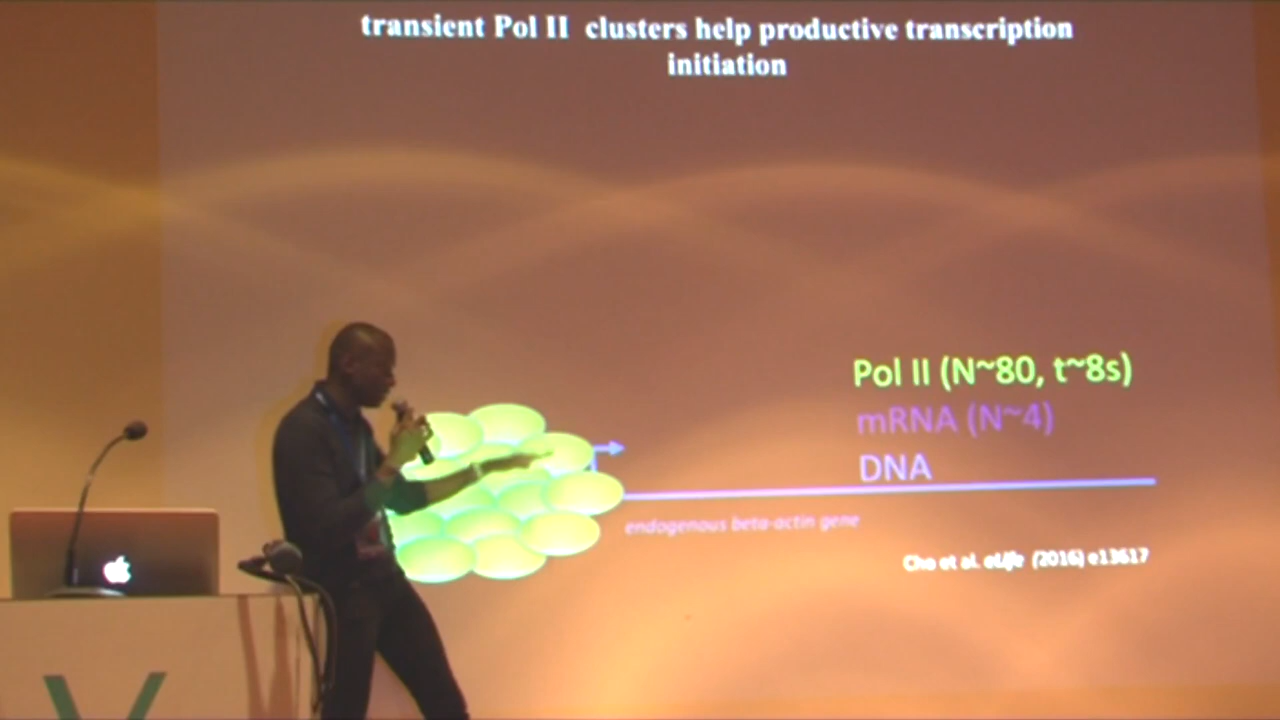 transient Pol II clusters help productive transcription
initiation
Pol II (N~80, t~8s)
mRNA (N~4)
DNA
endogenous beta-actin gene
Cho et al. eLife (2016) e13617
V